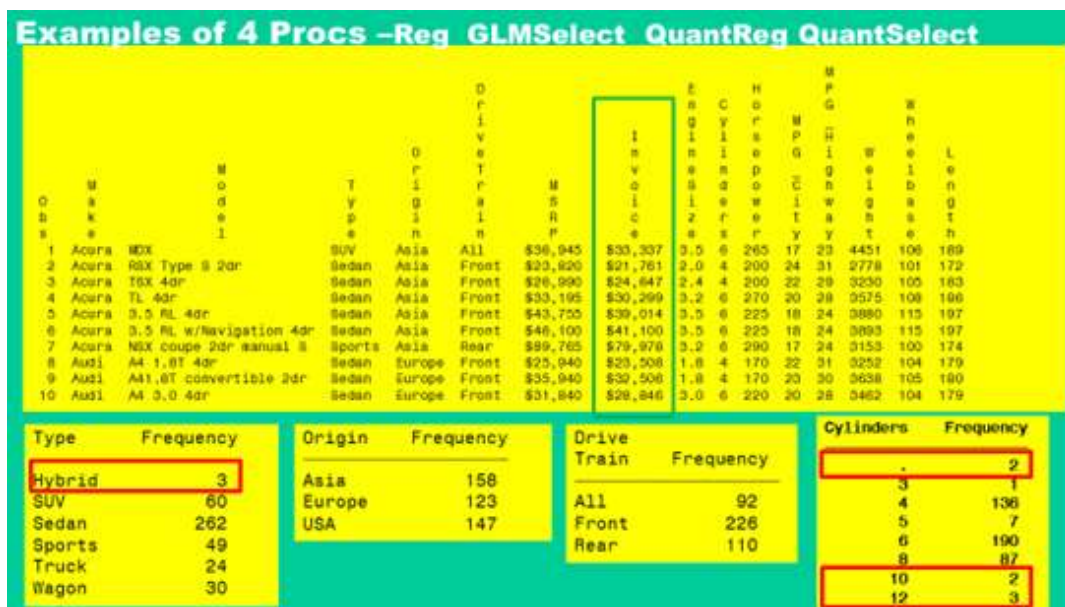 Examples of 4 Procs –Reg GLMSelect QuantReg QuantSelect
Obs Make Model Type Origin DriveTrain MSRP Invoice EngineSize Cylinders Horsepower MPG_City MPG_Highway Weight Wheelbase Length
1 Acura MDX SUV Asia All $36,945 $33,337 3.5 6 265 17 23 4451 106 189
2 Acura RSX Type S 2dr Sedan Asia Front $23,820 $21,761 2.0 4 200 24 31 2778 101 172
3 Acura TSX 4dr Sedan Asia Front $26,990 $24,647 2.4 4 200 22 29 3230 105 183
4 Acura TL 4dr Sedan Asia Front $33,195 $30,299 3.2 6 270 20 28 3575 108 186
5 Acura 3.5 RL 4dr Sedan Asia Front $43,755 $39,014 3.5 6 225 18 24 3880 115 197
6 Acura 3.5 RL w/Navigation 4dr Sedan Asia Front $46,100 $41,100 3.5 6 225 18 24 3893 115 197
7 Acura NSX coupe 2dr manual S Sports Asia Rear $89,765 $79,978 3.2 6 290 17 24 3153 100 174
8 Audi A4 1.8T 4dr Sedan Europe Front $25,940 $23,508 1.8 4 170 22 31 3252 104 179
9 Audi A41.8T convertible 2dr Sedan Europe Front $35,940 $32,506 1.8 4 170 23 30 3638 105 180
10 Audi A4 3.0 4dr Sedan Europe Front $31,840 $28,846 3.0 6 220 20 28 3462 104 179
Type Frequency
Hybrid 3
SUV 60
Sedan 262
Sports 49
Truck 24
Wagon 30
Origin Frequency
Asia 158
Europe 123
USA 147
Drive
Train Frequency
All 92
Front 226
Rear 110
Cylinders Frequency
. 2
3 1
4 136
5 7
6 190
8 87
10 2
12 3